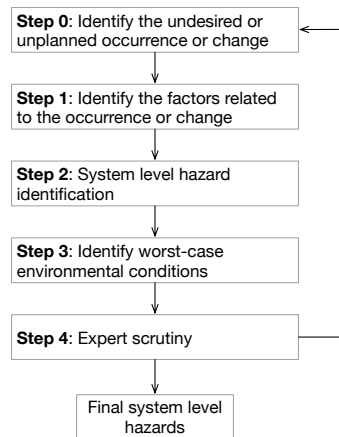 Step 0: Identify the undesired or
unplanned occurrence or change
Step 1: Identify the factors related
to the occurrence or change
Step 2: System level hazard
identification
Step 3: Identify worst-case
environmental conditions
Step 4: Expert scrutiny
Final system level
hazards